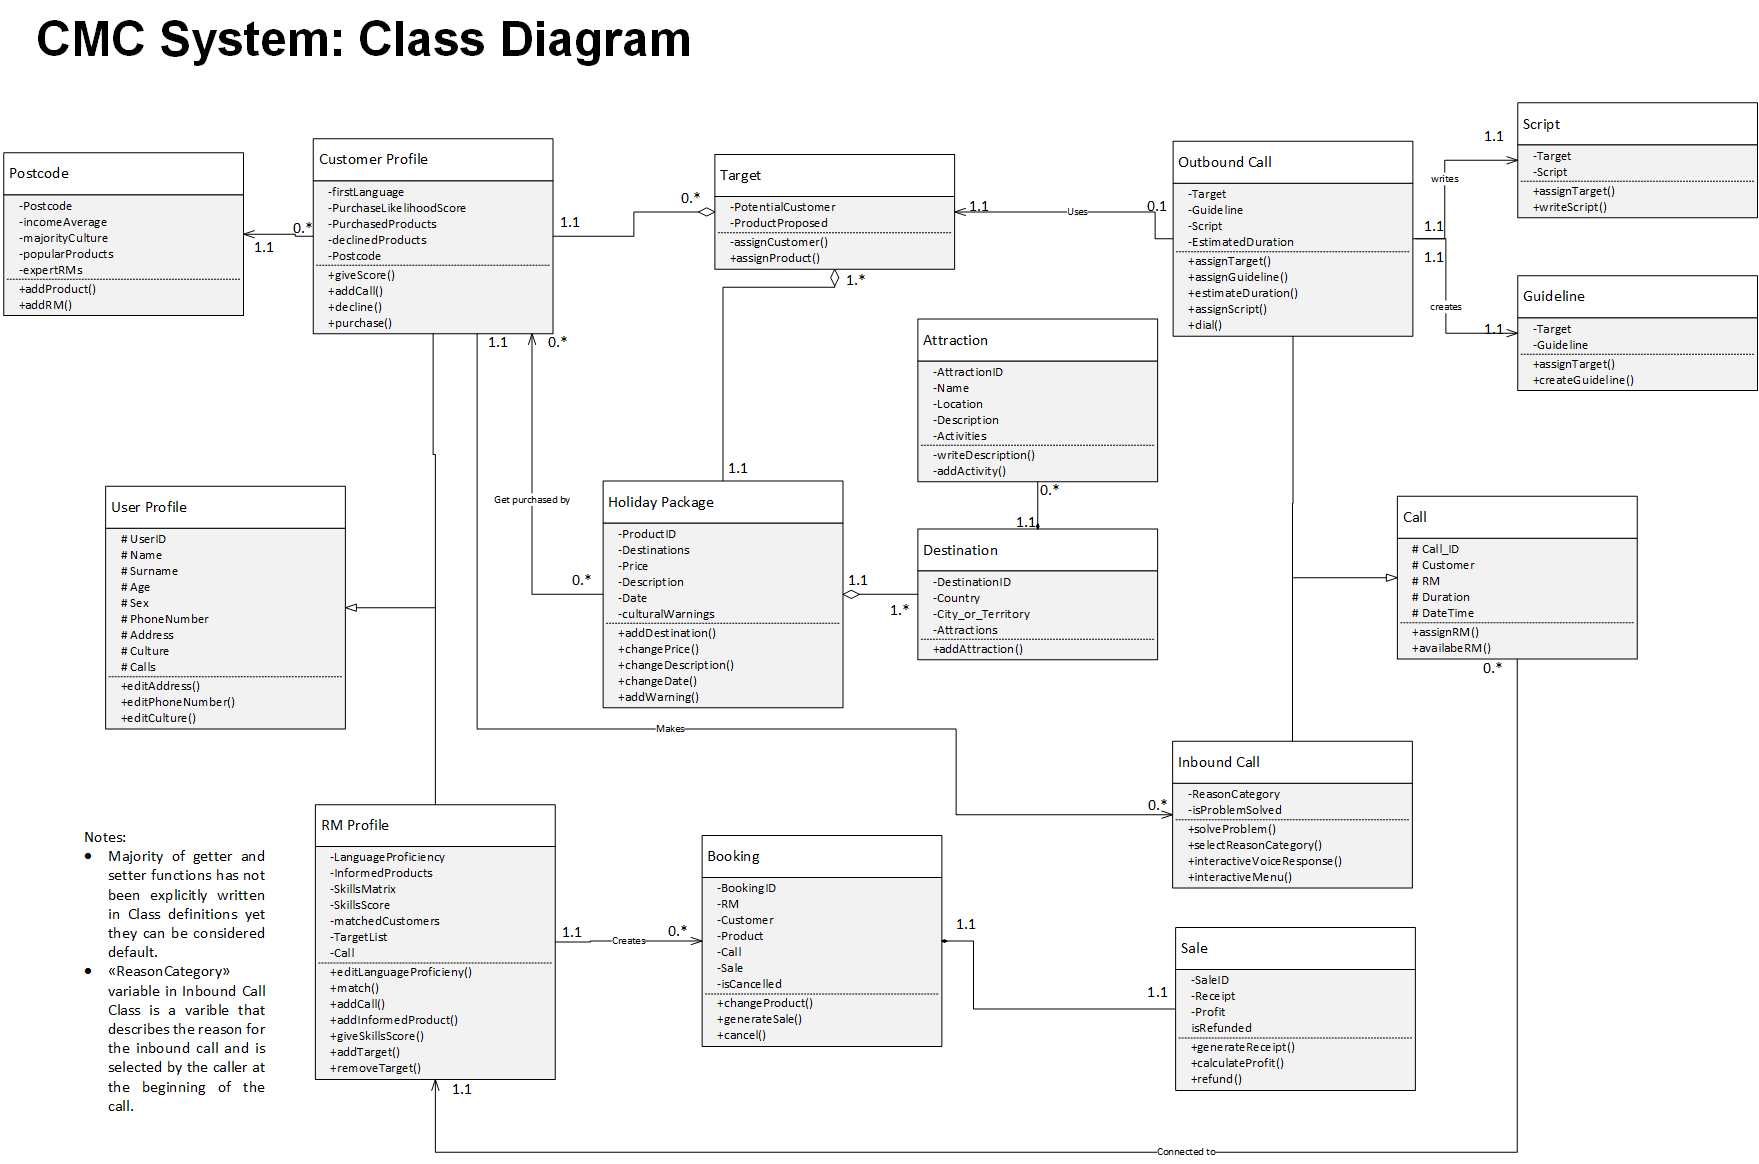 CMC System: Class Diagram
Postcode
-Postcode
-incomeAverage
-majorityCulture
-popularProducts
-expertRMs
+addProduct()
+addRM()
0.*
1.1
Customer Profile
-firstLanguage
-PurchaseLikelihoodScore
-PurchasedProducts
-declinedProducts
-Postcode
+giveScore()
+addCall()
+decline()
+purchase()
1.1
0.*
Target
-PotentialCustomer
-ProductProposed
-assignCustomer()
+assignProduct()
1.*
1.1
Uses
0.1
Outbound Call
-Target
-Guideline
-Script
-EstimatedDuration
+assignTarget()
+assignGuideline()
+estimateDuration()
+assignScript()
+dial()
1.1
writes
1.1
1.1
creates
1.1
Script
-Target
-Script
+assignTarget()
+writeScript()
Guideline
-Target
-Guideline
+assignTarget()
+createGuideline()
1.1
0.*
Get purchased by
0.*
1.1
Attraction
-AttractionID
-Name
-Location
-Description
-Activities
+writeDescription()
+addActivity()
0.*
1.1
User Profile
# UserID
# Name
# Surname
# Age
# Sex
# PhoneNumber
# Address
# Culture
# Calls
+editAddress()
+editPhoneNumber()
+editCulture()
Holiday Package
-ProductID
-Destinations
-Price
-Description
-Date
-culturalWarnings
+addDestination()
+changePrice()
+changeDescription()
+changeDate()
+addWarning()
1.1
1.*
Destination
-DestinationID
-Country
-City_or_Territory
-Attractions
+addAttraction()
Call
# Call_ID
# Customer
# RM
# Duration
# DateTime
+assignRM()
+availabeRM()
0.*
Makes
0.*
Inbound Call
-ReasonCategory
-isProblemSolved
+solveProblem()
+selectReasonCategory()
+interactiveVoiceResponse()
+interactiveMenu()
Notes:
● Majority of getter and
setter functions has not
been explicitly written
in Class definitions yet
they can be considered
default.
● «ReasonCategory»
variable in Inbound Call
Class is a varible that
describes the reason for
the inbound call and is
selected by the caller at
the beginning of the
call.
RM Profile
-LanguageProficiency
-InformedProducts
-SkillsMatrix
-SkillsScore
-matchedCustomers
-TargetList
-Call
+editLanguageProficieny()
+match()
+addCall()
+addInformedProduct()
+giveSkillsScore()
+addTarget()
+removeTarget()
1.1
1.1
Creates
0.*
Booking
-BookingID
-RM
-Customer
-Product
-Call
-Sale
-isCancelled
+changeProduct()
+generateSale()
+cancel()
1.1
1.1
Sale
-SaleID
-Receipt
-Profit
isRefunded
+generateReceipt()
+calculateProfit()
+refund()
Connected to